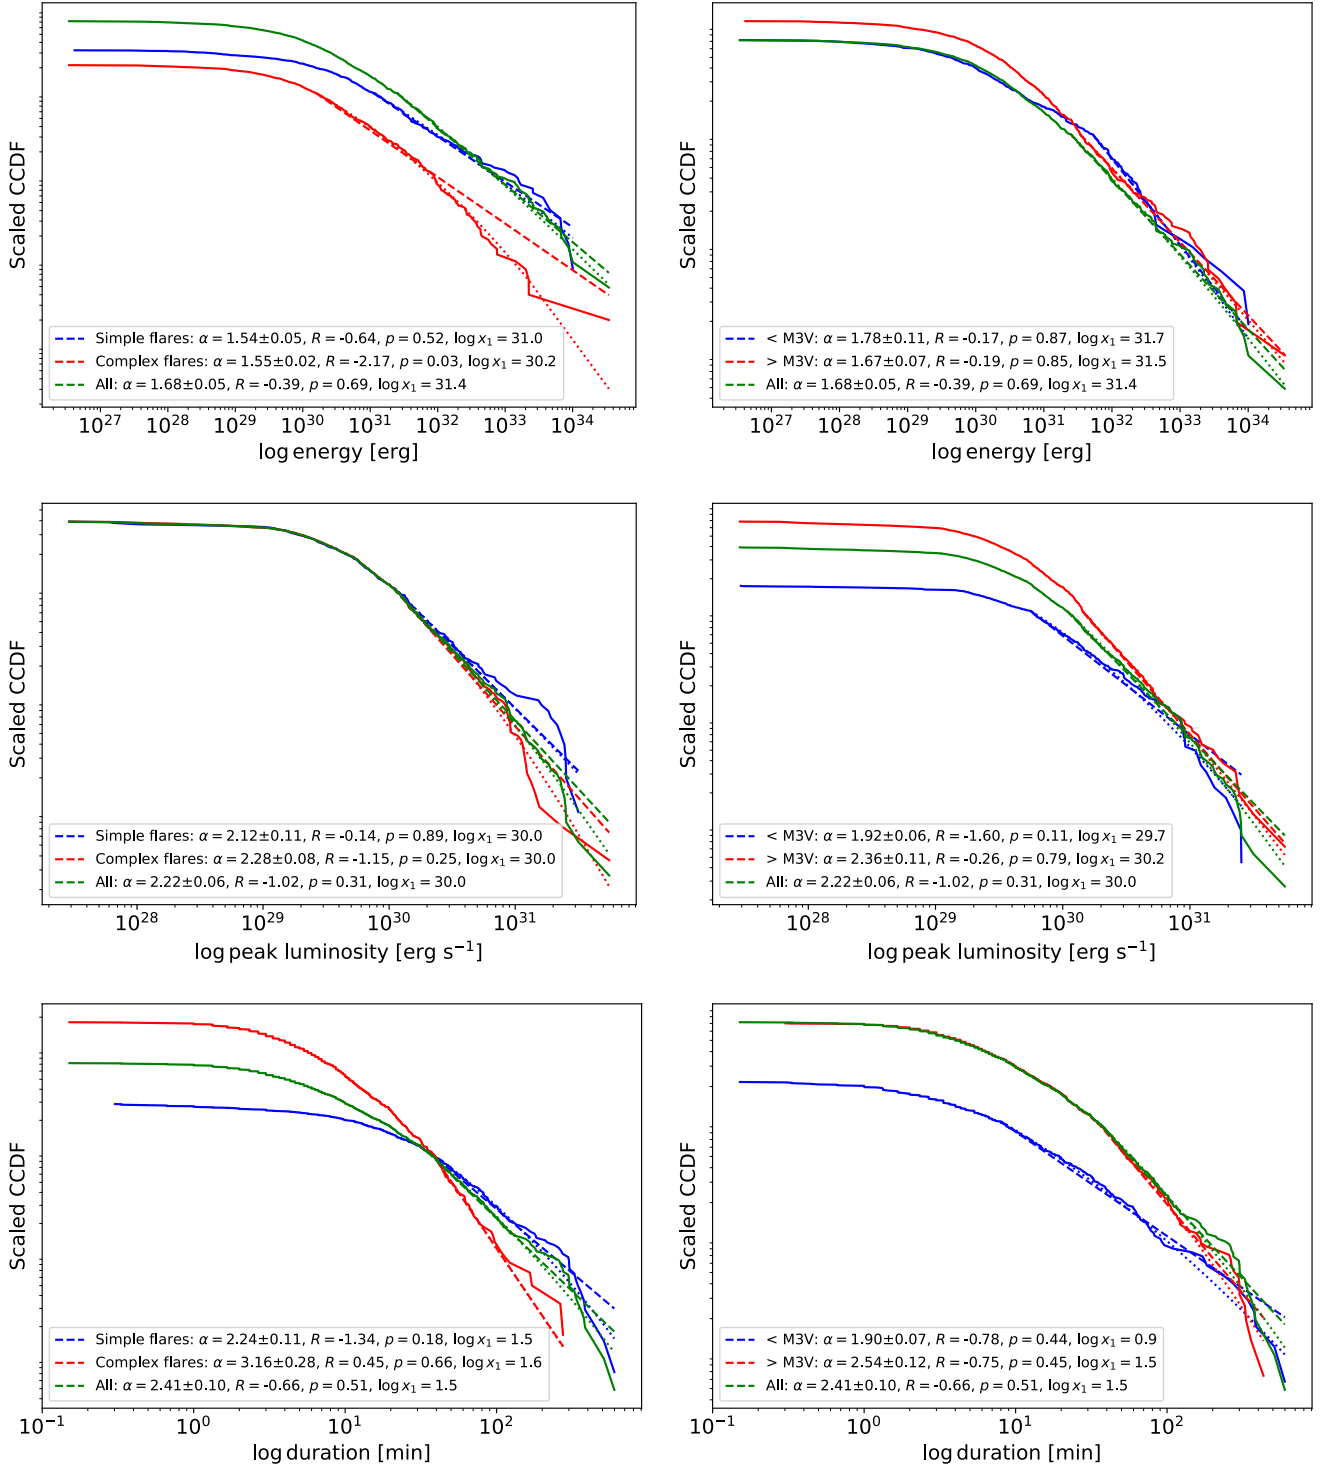 Scaled CCDF
Simple flares: α = 1.54±0.05, R = -0.64, p = 0.52, log x₁ = 31.0
Complex flares: α = 1.55±0.02, R = -2.17, p = 0.03, log x₁ = 30.2
All: α = 1.68±0.05, R = -0.39, p = 0.69, log x₁ = 31.4
10²⁷ 10²⁸ 10²⁹ 10³⁰ 10³¹ 10³² 10³³ 10³⁴
log energy [erg]
Scaled CCDF
< M3V: α = 1.78±0.11, R = -0.17, p = 0.87, log x₁ = 31.7
> M3V: α = 1.67±0.07, R = -0.19, p = 0.85, log x₁ = 31.5
All: α = 1.68±0.05, R = -0.39, p = 0.69, log x₁ = 31.4
10²⁷ 10²⁸ 10²⁹ 10³⁰ 10³¹ 10³² 10³³ 10³⁴
log energy [erg]
Scaled CCDF
Simple flares: α = 2.12±0.11, R = -0.14, p = 0.89, log x₁ = 30.0
Complex flares: α = 2.28±0.08, R = -1.15, p = 0.25, log x₁ = 30.0
All: α = 2.22±0.06, R = -1.02, p = 0.31, log x₁ = 30.0
10²⁸ 10²⁹ 10³⁰ 10³¹
log peak luminosity [erg s⁻¹]
Scaled CCDF
< M3V: α = 1.92±0.06, R = -1.60, p = 0.11, log x₁ = 29.7
> M3V: α = 2.36±0.11, R = -0.26, p = 0.79, log x₁ = 30.2
All: α = 2.22±0.06, R = -1.02, p = 0.31, log x₁ = 30.0
10²⁸ 10²⁹ 10³⁰ 10³¹
log peak luminosity [erg s⁻¹]
Scaled CCDF
Simple flares: α = 2.24±0.11, R = -1.34, p = 0.18, log x₁ = 1.5
Complex flares: α = 3.16±0.28, R = 0.45, p = 0.66, log x₁ = 1.6
All: α = 2.41±0.10, R = -0.66, p = 0.51, log x₁ = 1.5
10⁻¹ 10⁰ 10¹ 10²
log duration [min]
Scaled CCDF
< M3V: α = 1.90±0.07, R = -0.78, p = 0.44, log x₁ = 0.9
> M3V: α = 2.54±0.12, R = -0.75, p = 0.45, log x₁ = 1.5
All: α = 2.41±0.10, R = -0.66, p = 0.51, log x₁ = 1.5
10⁻¹ 10⁰ 10¹ 10²
log duration [min]